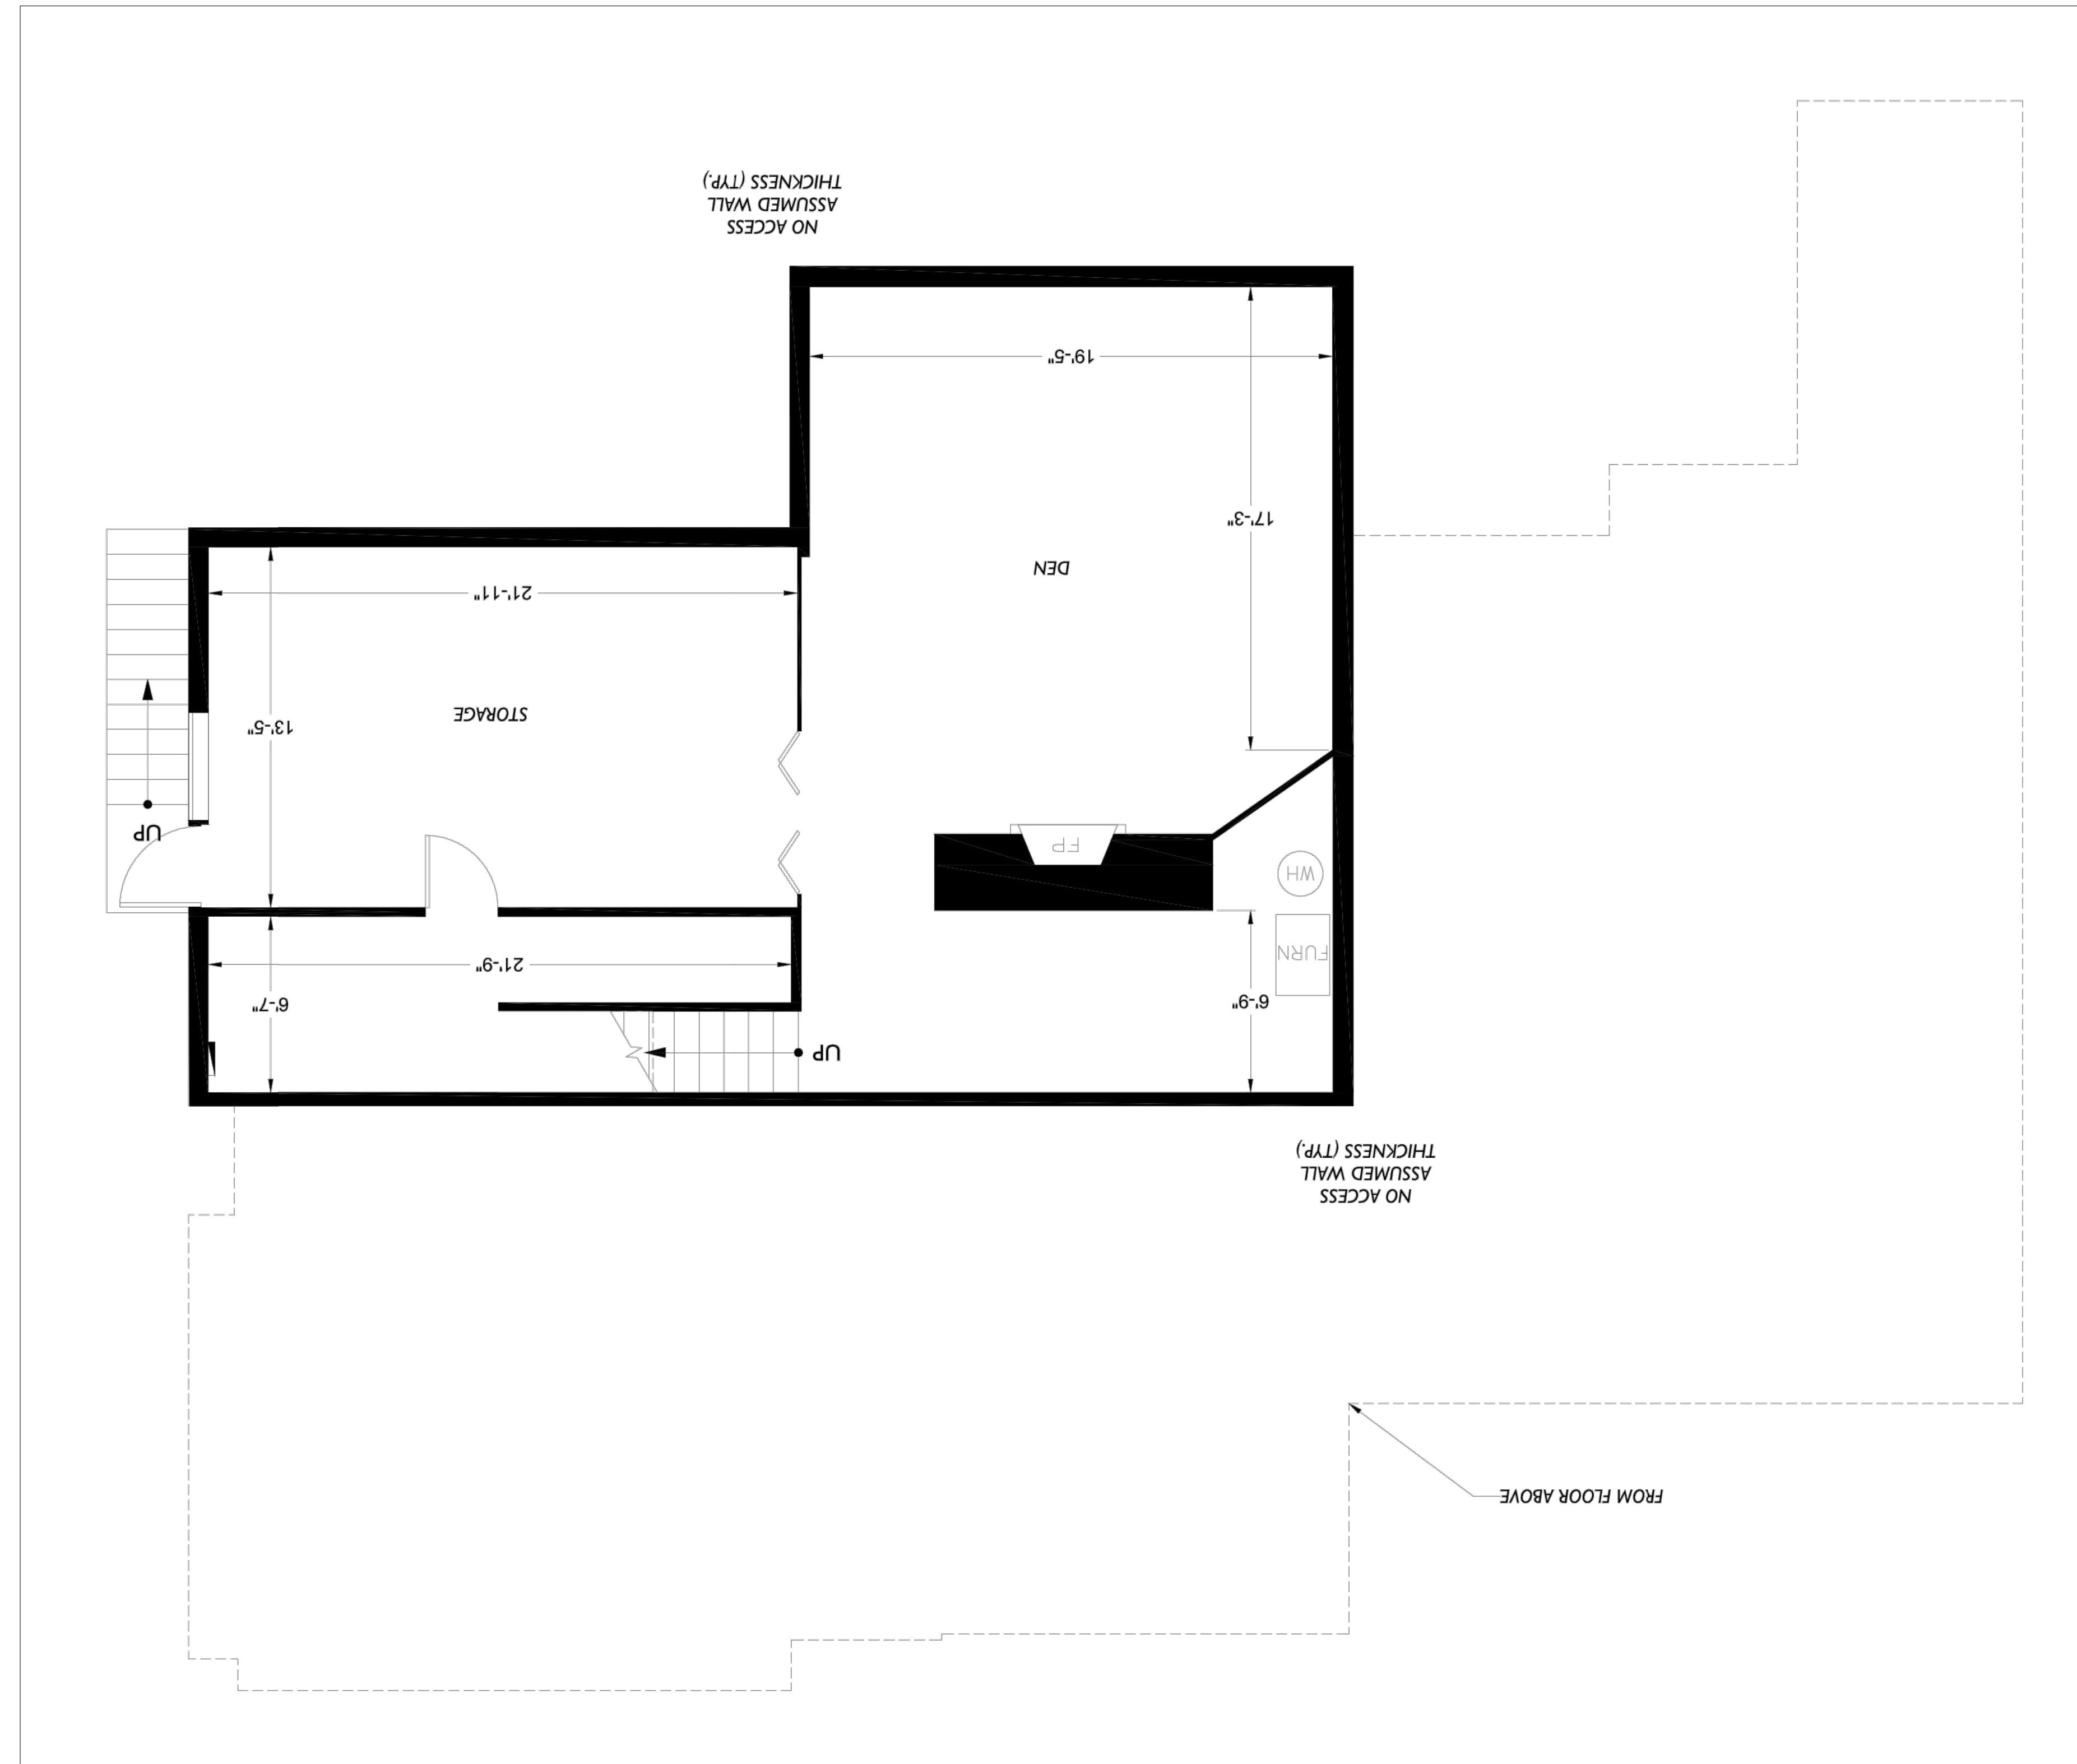 FROM FLOOR ABOVE
NO ACCESS
ASSUMED WALL
THICKNESS (TYP.)
UP
6'-9"
6'-7"
21'-9"
FURN
WH
FP
UP
13'-5"
STORAGE
21'-11"
DEN
17'-3"
19'-5"
NO ACCESS
ASSUMED WALL
THICKNESS (TYP.)